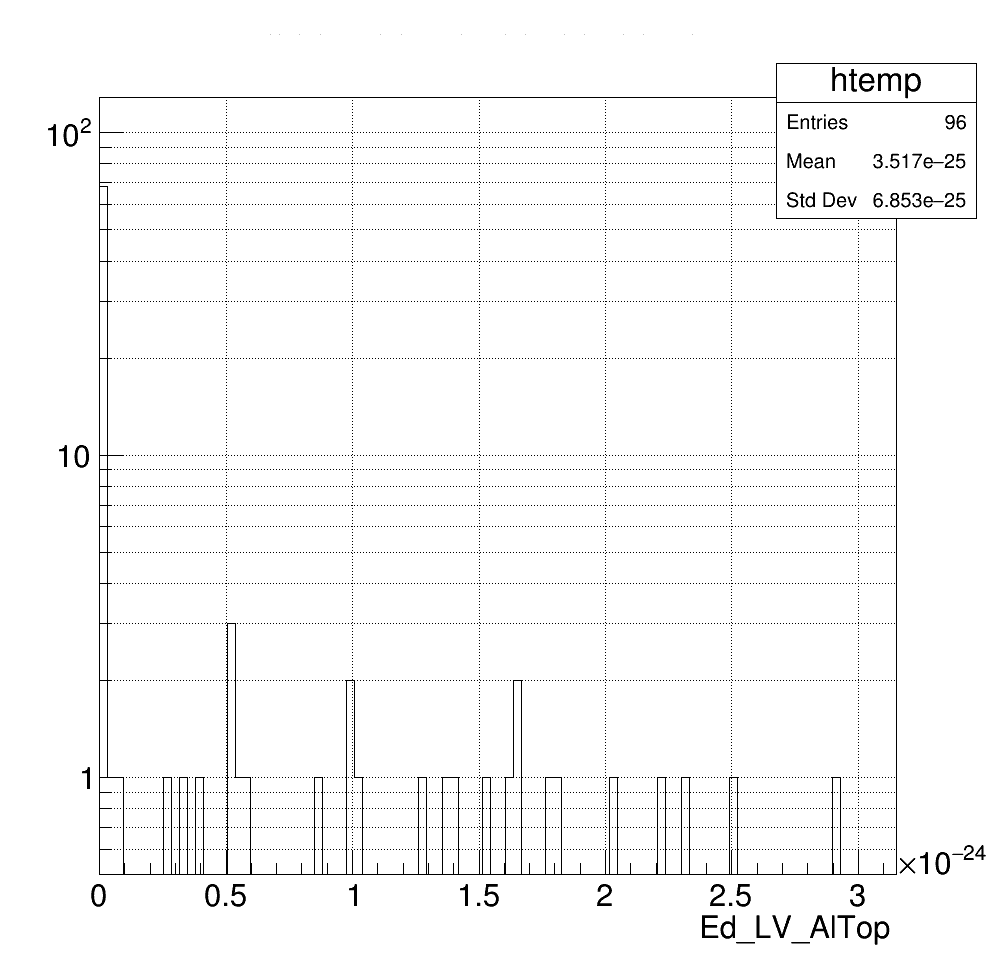 htemp
Entries 96
Mean 3.517e−25
Std Dev 6.853e−25
10²
10
1
0 0.5 1 1.5 2 2.5 3
×10⁻²⁴
Ed_LV_AlTop